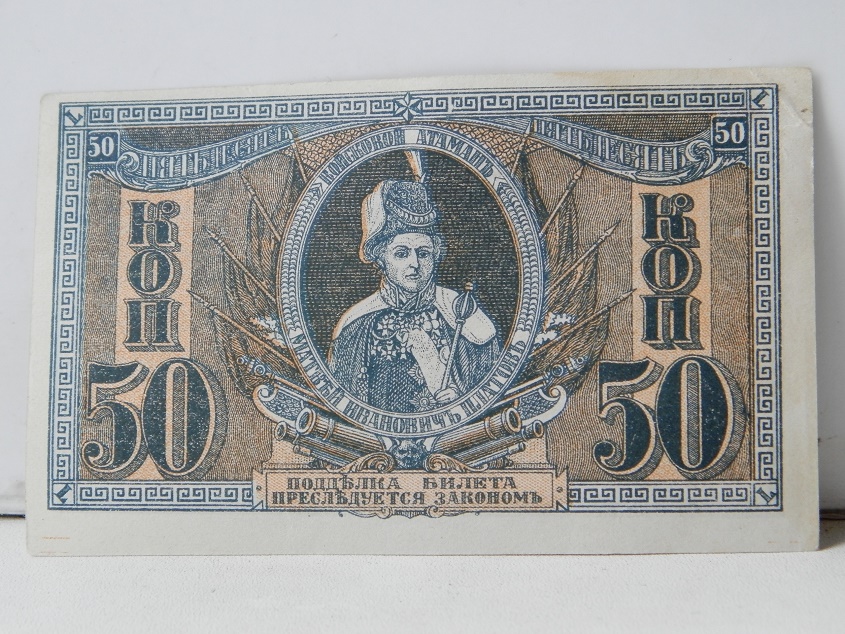 50 ПЯТЬДЕСЯТЪ ПЯТЬДЕСЯТЪ 50
ВОЙСКОВОЙ АТАМАНЪ
КОП КОП
МАТВѢЙ ИВАНОВИЧЪ ПЛАТОВЪ
50 50
ПОДДѢЛКА БИЛЕТА
ПРЕСЛѢДУЕТСЯ ЗАКОНОМЪ